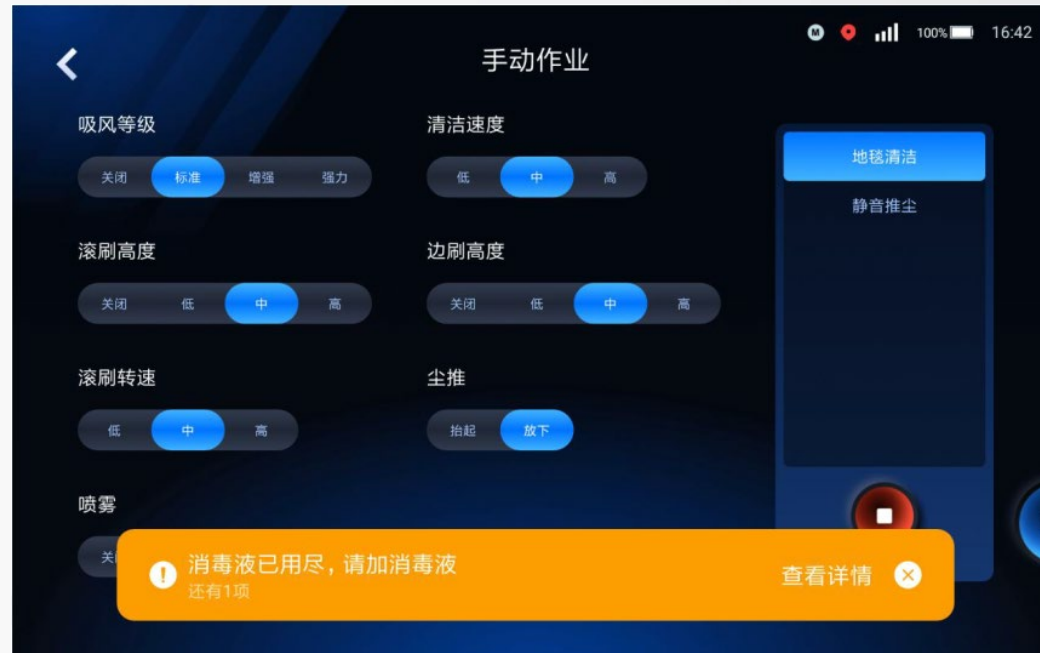 M 100% 16:42
手动作业
吸风等级
关闭 标准 增强 强力
清洁速度
低 中 高
滚刷高度
关闭 低 中 高
边刷高度
关闭 低 中 高
滚刷转速
低 中 高
尘推
抬起 放下
喷雾
关
消毒液已用尽，请加消毒液
还有1项
查看详情
地毯清洁
静音推尘